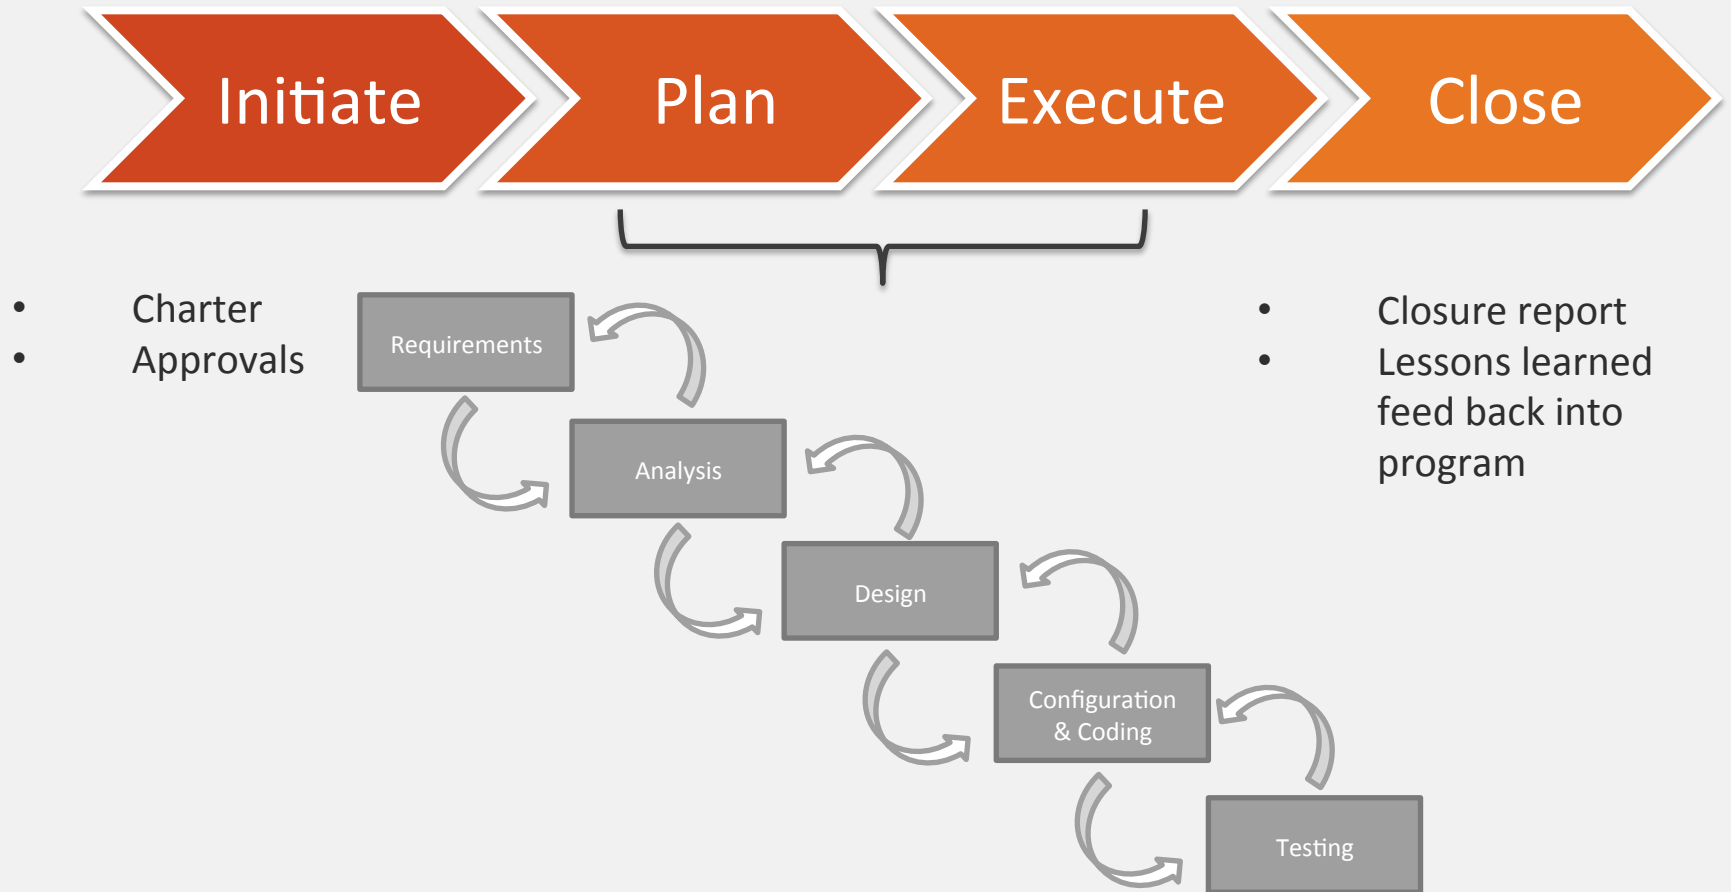 Initiate
Plan
Execute
Close
• Charter
• Approvals
Requirements
Analysis
Design
Configuration
& Coding
Testing
• Closure report
• Lessons learned
feed back into
program